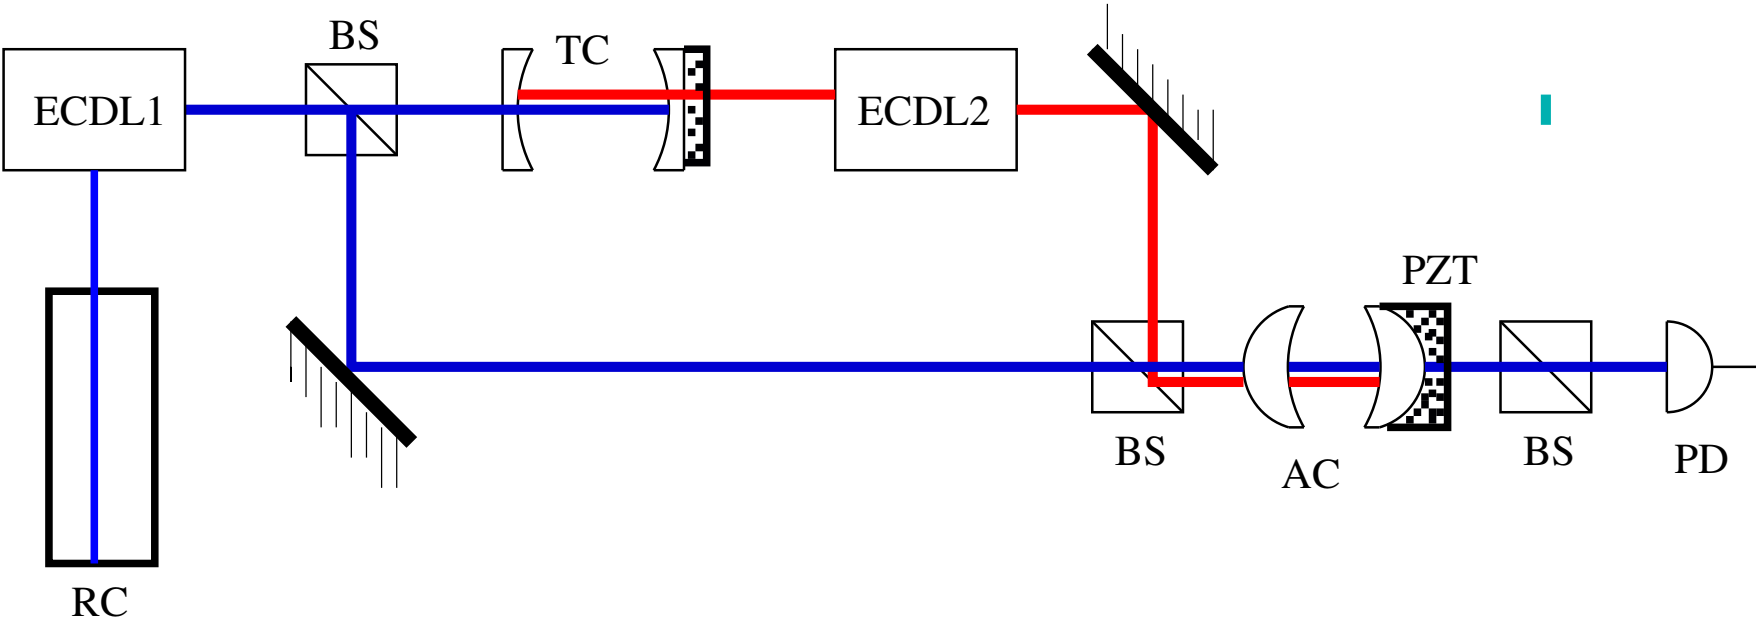 BS
TC
ECDL1
ECDL2
PZT
BS
AC
BS
PD
RC